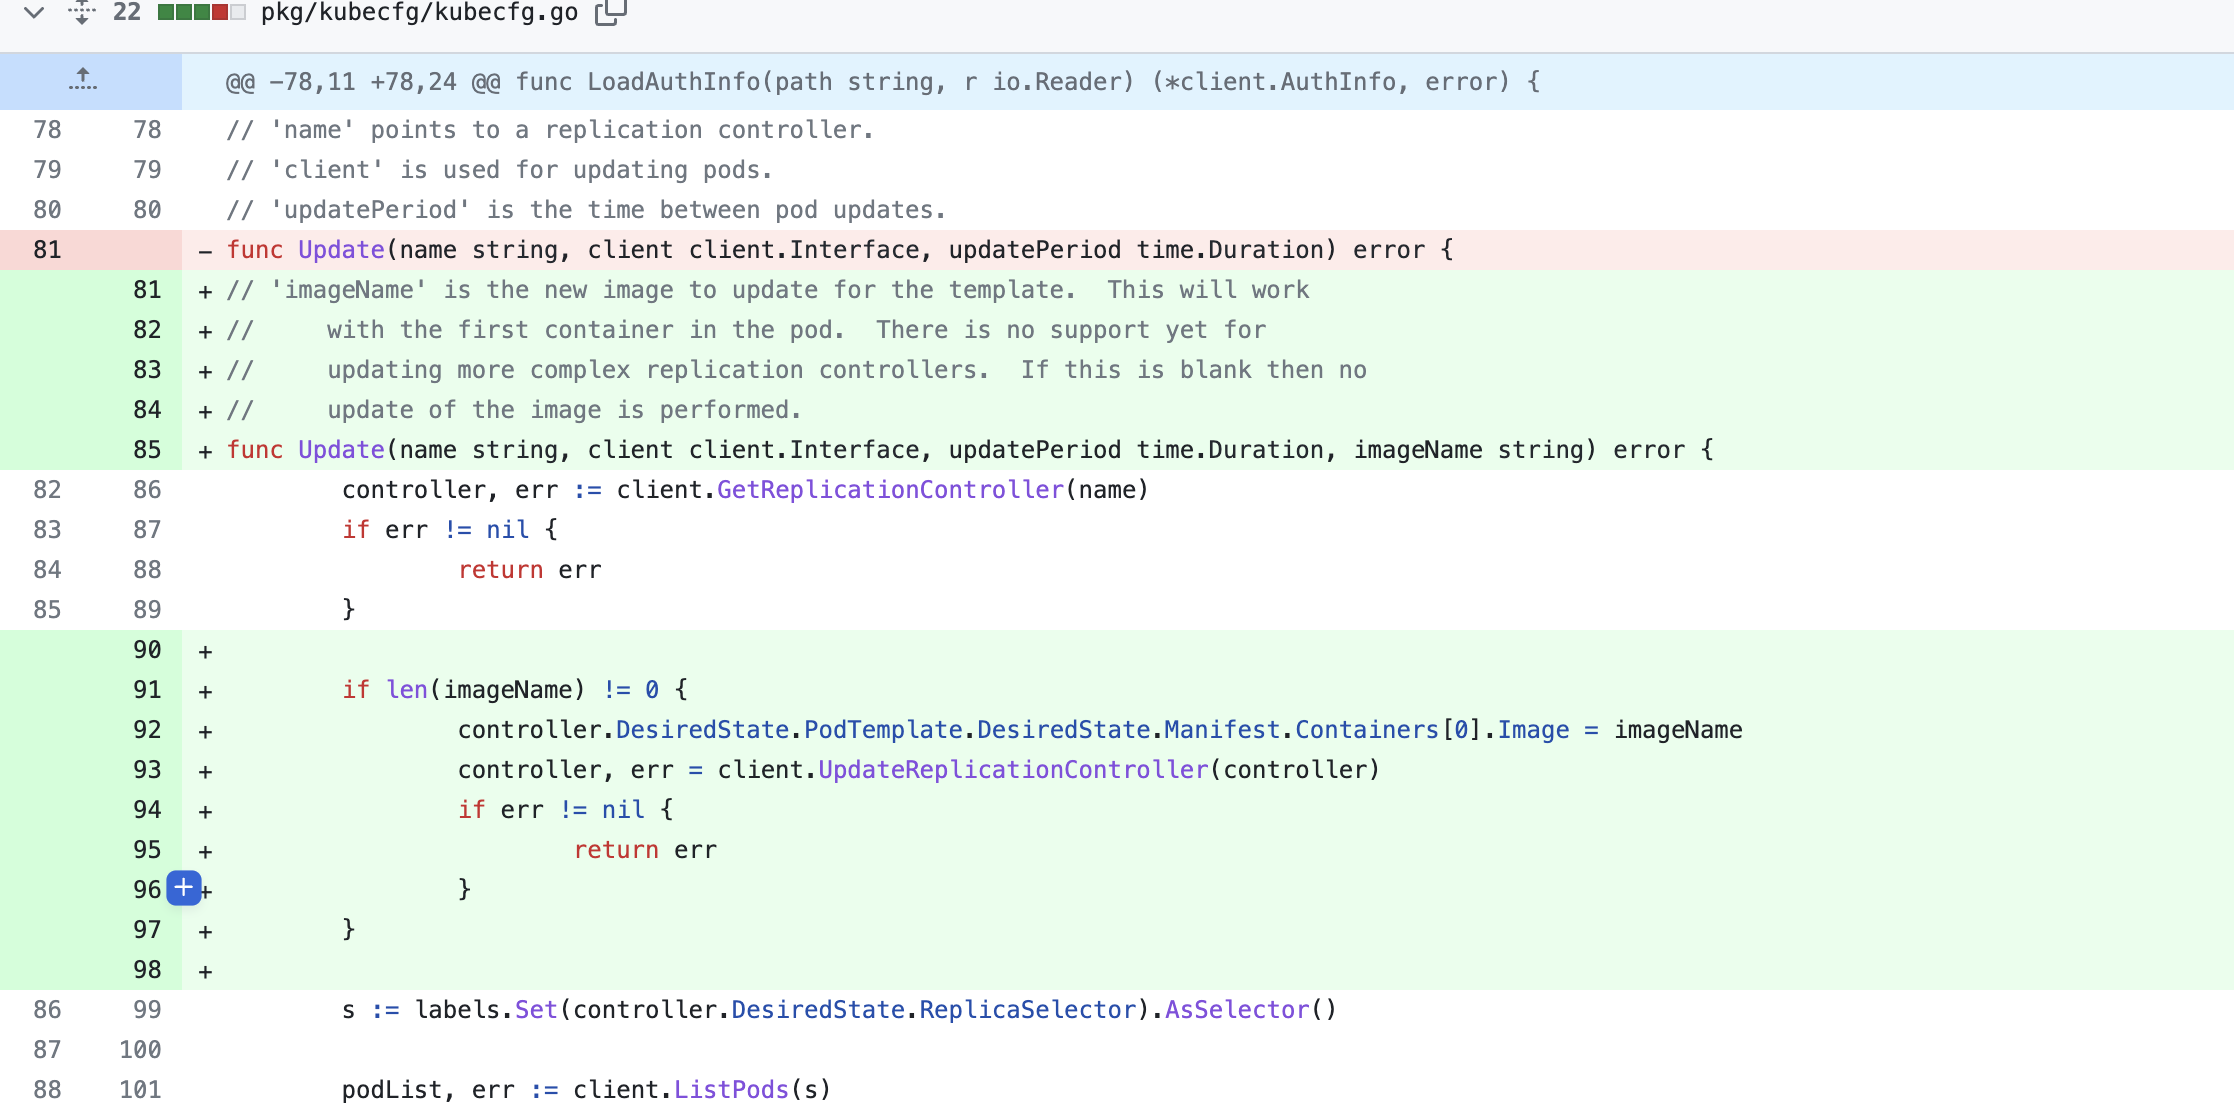 22 pkg/kubecfg/kubecfg.go
@@ -78,11 +78,24 @@ func LoadAuthInfo(path string, r io.Reader) (*client.AuthInfo, error) {
78 78 // 'name' points to a replication controller.
79 79 // 'client' is used for updating pods.
80 80 // 'updatePeriod' is the time between pod updates.
81 - func Update(name string, client client.Interface, updatePeriod time.Duration) error {
81 + // 'imageName' is the new image to update for the template.  This will work
82 + //     with the first container in the pod.  There is no support yet for
83 + //     updating more complex replication controllers.  If this is blank then no
84 + //     update of the image is performed.
85 + func Update(name string, client client.Interface, updatePeriod time.Duration, imageName string) error {
82 86         controller, err := client.GetReplicationController(name)
83 87         if err != nil {
84 88                 return err
85 89         }
90 +
91 +         if len(imageName) != 0 {
92 +                 controller.DesiredState.PodTemplate.DesiredState.Manifest.Containers[0].Image = imageName
93 +                 controller, err = client.UpdateReplicationController(controller)
94 +                 if err != nil {
95 +                         return err
96 +                 }
97 +         }
98 +
86 99         s := labels.Set(controller.DesiredState.ReplicaSelector).AsSelector()
87 100
88 101         podList, err := client.ListPods(s)